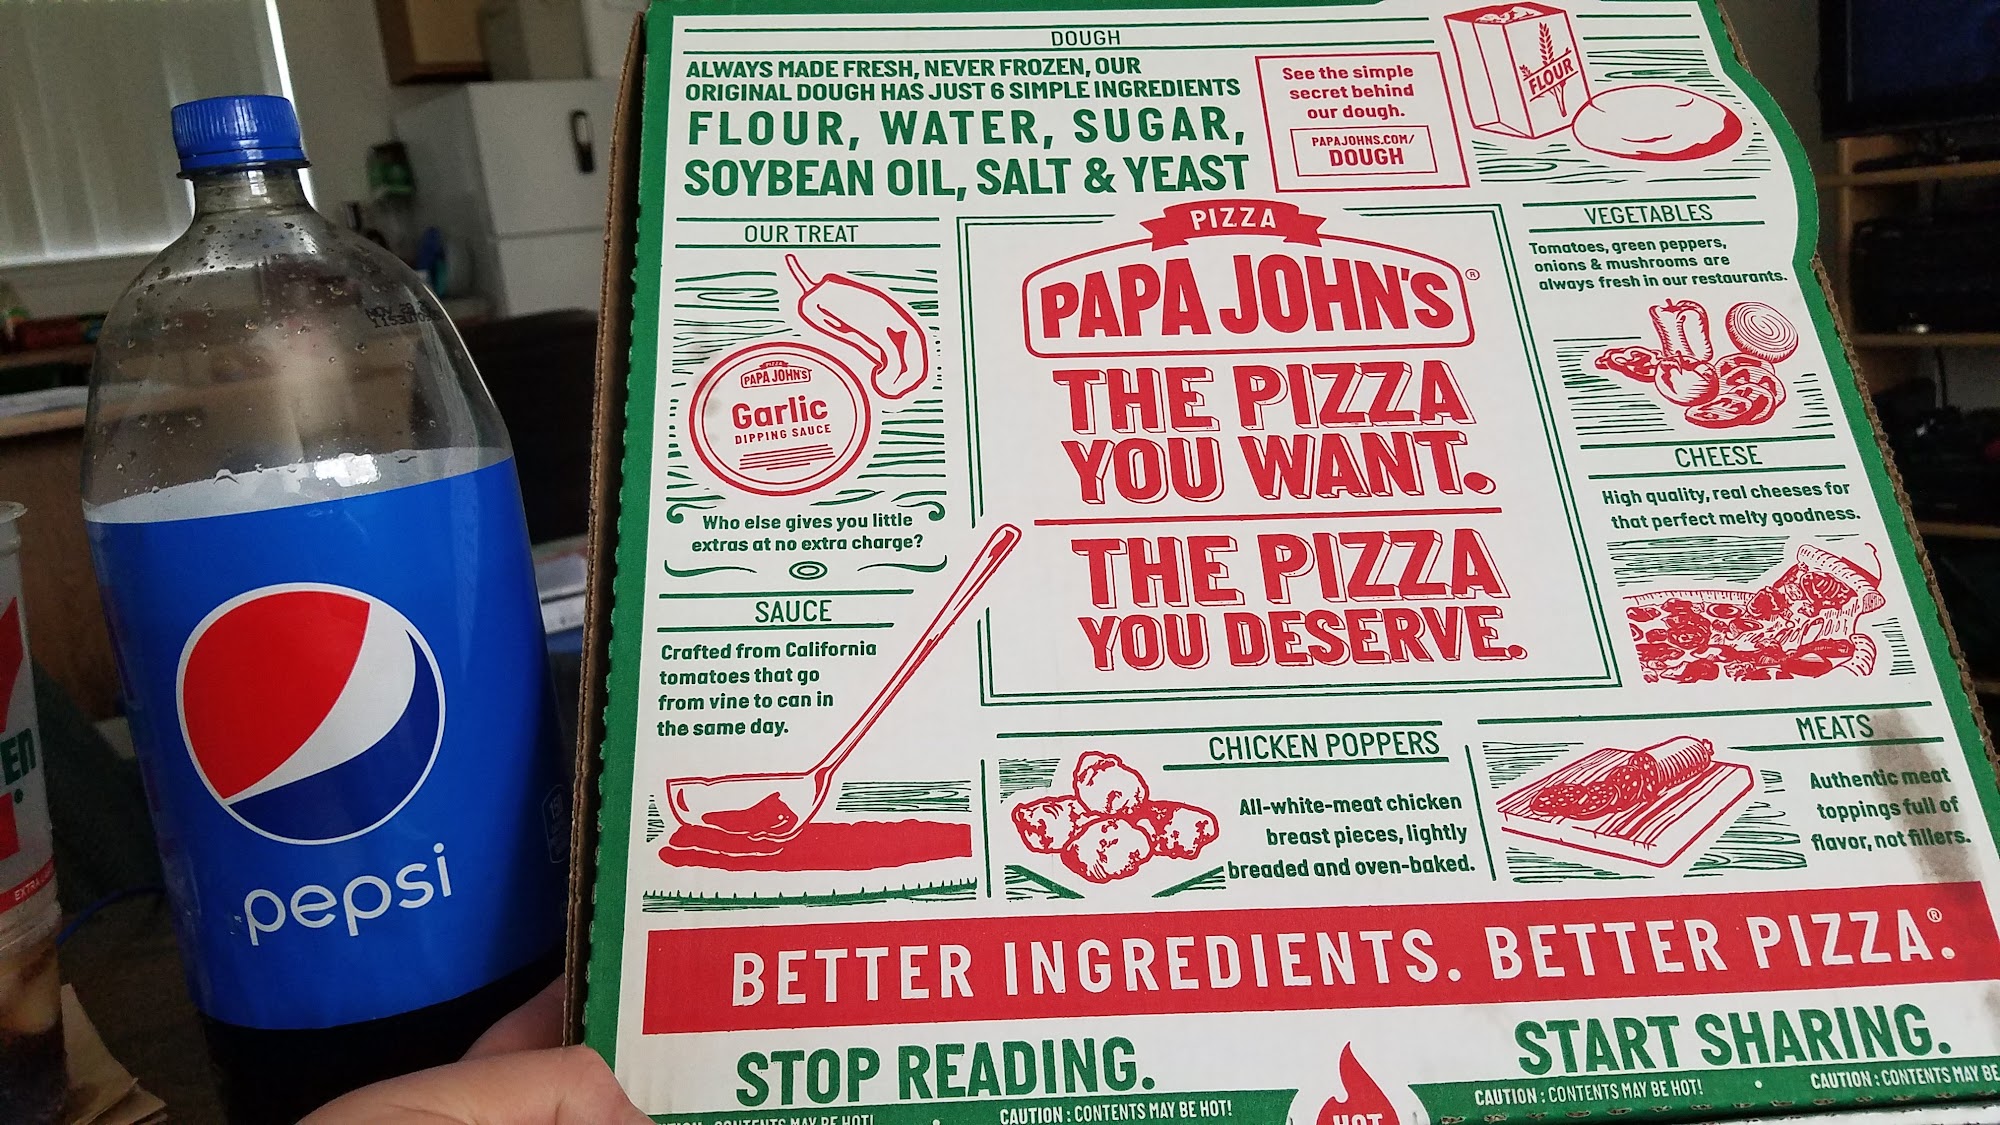 DOUGH
ALWAYS MADE FRESH, NEVER FROZEN, OUR
ORIGINAL DOUGH HAS JUST 6 SIMPLE INGREDIENTS
FLOUR, WATER, SUGAR,
SOYBEAN OIL, SALT & YEAST
See the simple
secret behind
our dough.
PAPAJOHNS.COM/
DOUGH
FLOUR
OUR TREAT
PAPA JOHN'S
Garlic
DIPPING SAUCE
Who else gives you little
extras at no extra charge?
SAUCE
Crafted from California
tomatoes that go
from vine to can in
the same day.
PIZZA
PAPA JOHN'S®
THE PIZZA
YOU WANT.
THE PIZZA
YOU DESERVE.
VEGETABLES
Tomatoes, green peppers,
onions & mushrooms are
always fresh in our restaurants.
CHEESE
High quality, real cheeses for
that perfect melty goodness.
CHICKEN POPPERS
All-white-meat chicken
breast pieces, lightly
breaded and oven-baked.
MEATS
Authentic meat
toppings full of
flavor, not fillers.
BETTER INGREDIENTS. BETTER PIZZA.®
STOP READING.
START SHARING.
CONTENTS MAY BE HOT!
CAUTION : CONTENTS MAY BE HOT!
HOT
CAUTION : CONTENTS MAY BE HOT! •
CAUTION : CONTENTS MAY BE
pepsi
EN
EXTRA